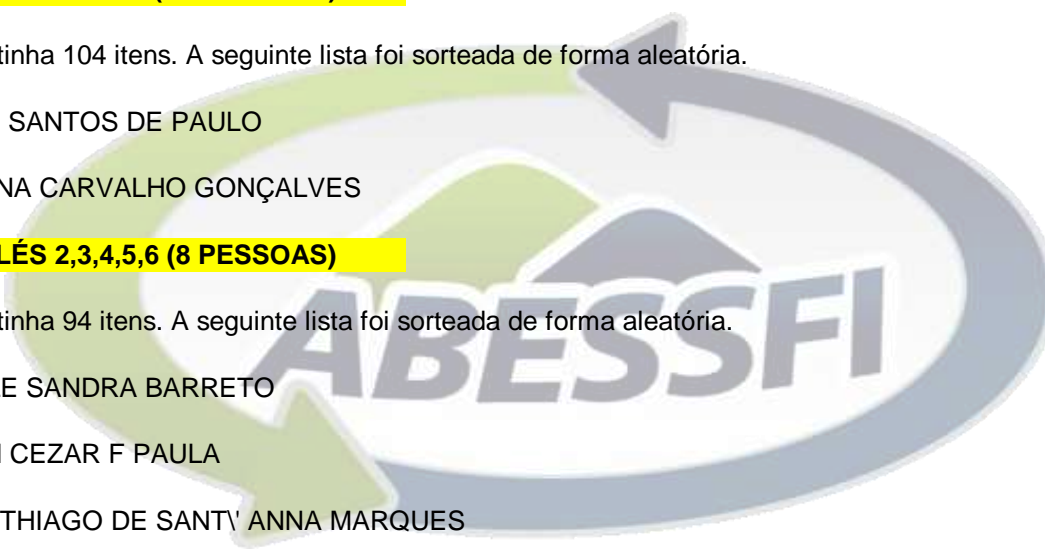 tinha 104 itens. A seguinte lista foi sorteada de forma aleatória.
SANTOS DE PAULO
NA CARVALHO GONÇALVES
LÉS 2,3,4,5,6 (8 PESSOAS)
tinha 94 itens. A seguinte lista foi sorteada de forma aleatória.
ABESSFI
E SANDRA BARRETO
CEZAR F PAULA
THIAGO DE SANT\' ANNA MARQUES